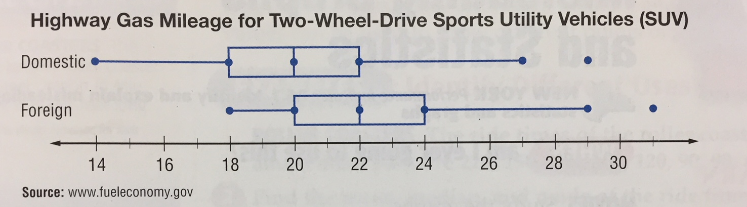 Highway Gas Mileage for Two-Wheel-Drive Sports Utility Vehicles (SUV)
Domestic
Foreign
14 16 18 20 22 24 26 28 30
Source: www.fueleconomy.gov